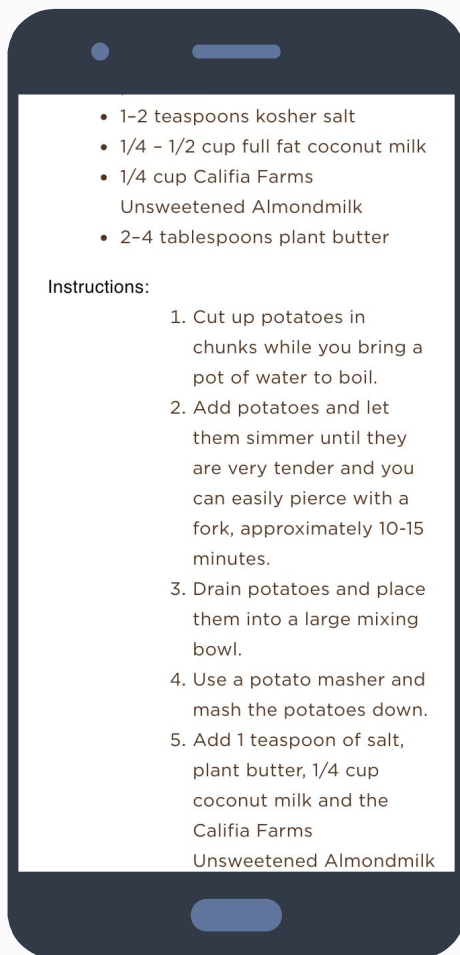 • 1–2 teaspoons kosher salt
• 1/4 – 1/2 cup full fat coconut milk
• 1/4 cup Califia Farms
Unsweetened Almondmilk
• 2–4 tablespoons plant butter
Instructions:
1. Cut up potatoes in
chunks while you bring a
pot of water to boil.
2. Add potatoes and let
them simmer until they
are very tender and you
can easily pierce with a
fork, approximately 10-15
minutes.
3. Drain potatoes and place
them into a large mixing
bowl.
4. Use a potato masher and
mash the potatoes down.
5. Add 1 teaspoon of salt,
plant butter, 1/4 cup
coconut milk and the
Califia Farms
Unsweetened Almondmilk